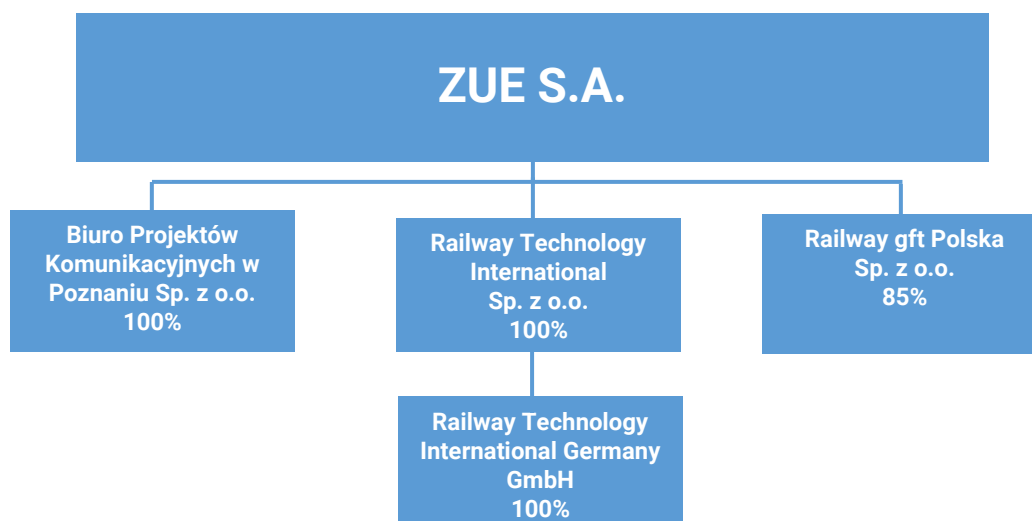 ZUE S.A.
Biuro Projektów
Komunikacyjnych w
Poznaniu Sp. z o.o.
100%
Railway Technology
International
Sp. z o.o.
100%
Railway gft Polska
Sp. z o.o.
85%
Railway Technology
International Germany
GmbH
100%